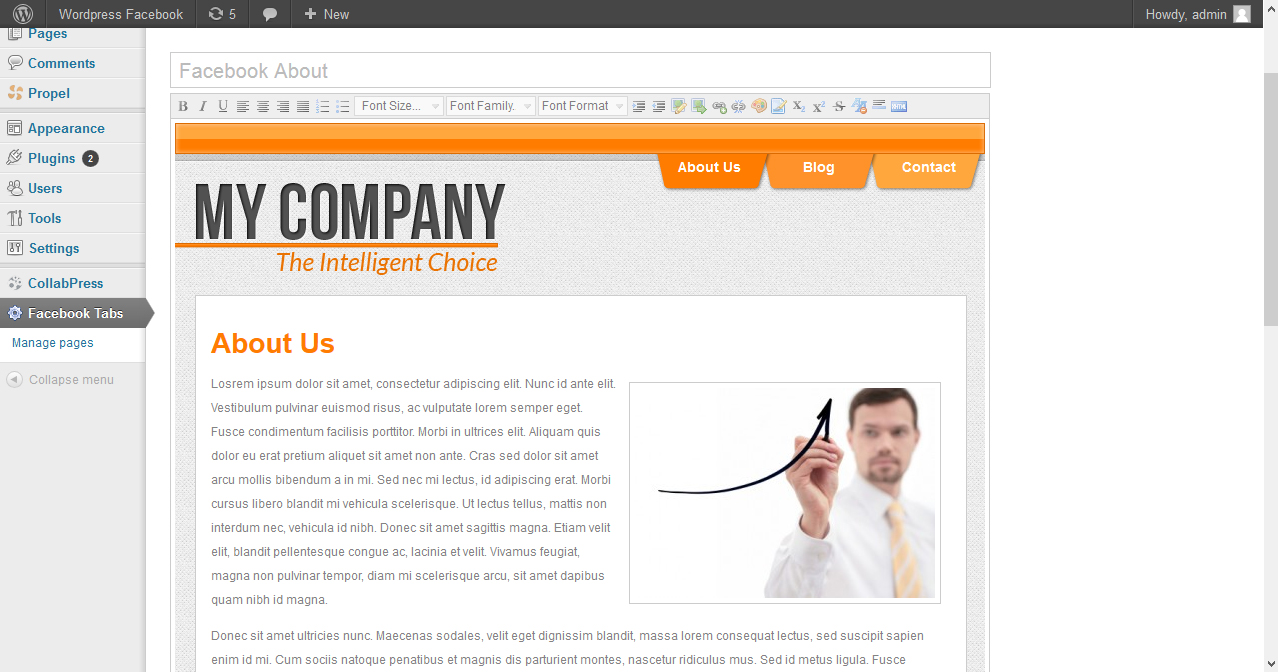 Wordpress Facebook 5 New Howdy, admin
Pages
Comments
Propel
Appearance
Plugins 2
Users
Tools
Settings
CollabPress
Facebook Tabs
Manage pages
Collapse menu
Facebook About
B I U Font Size... Font Family. Font Format
About Us Blog Contact
MY COMPANY
The Intelligent Choice
About Us
Lorem ipsum dolor sit amet, consectetur adipiscing elit. Nunc id ante elit.
Vestibulum pulvinar euismod risus, ac vulputate lorem semper eget.
Fusce condimentum facilisis porttitor. Morbi in ultrices elit. Aliquam quis
dolor eu erat pretium aliquet sit amet non ante. Cras sed dolor sit amet
arcu mollis bibendum a in mi. Sed nec mi lectus, id adipiscing erat. Morbi
cursus libero blandit mi vehicula scelerisque. Ut lectus tellus, mattis non
interdum nec, vehicula id nibh. Donec sit amet sagittis magna. Etiam velit
elit, blandit pellentesque congue ac, lacinia et velit. Vivamus feugiat,
magna non pulvinar tempor, diam mi scelerisque arcu, sit amet dapibus
quam nibh id magna.
Donec sit amet ultricies nunc. Maecenas sodales, velit eget dignissim blandit, massa lorem consequat lectus, sed suscipit sapien
enim id mi. Cum sociis natoque penatibus et magnis dis parturient montes, nascetur ridiculus mus. Sed id metus ligula. Fusce